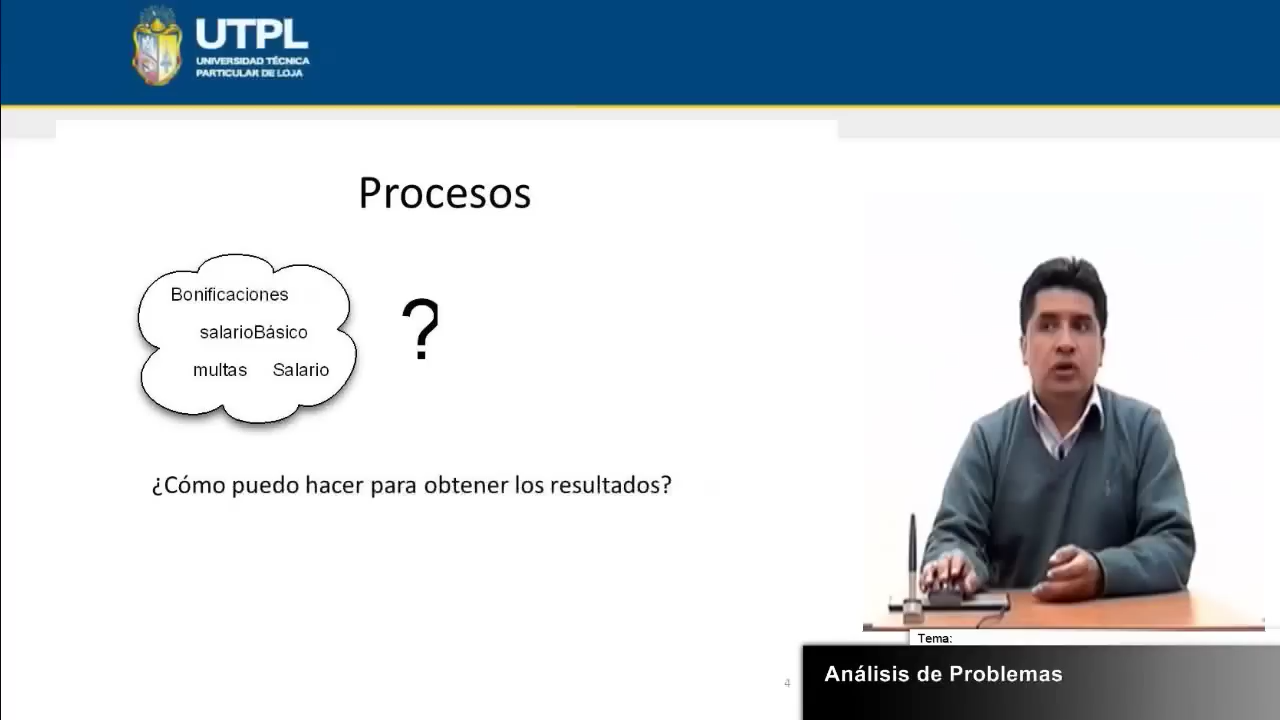 UTPL
UNIVERSIDAD TÉCNICA
PARTICULAR DE LOJA
Procesos
Bonificaciones
salarioBásico
multas Salario
?
¿Cómo puedo hacer para obtener los resultados?
4
Tema:
Análisis de Problemas